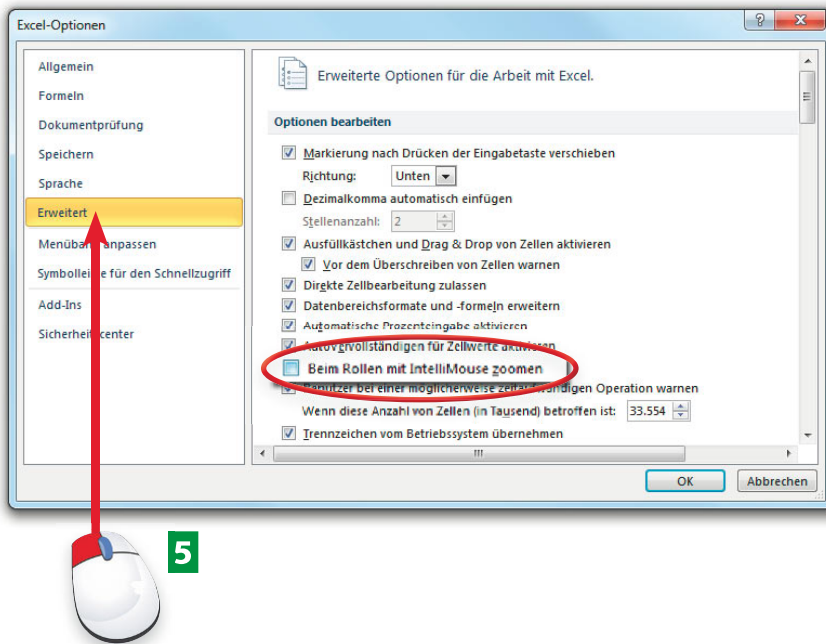 Excel-Optionen
Allgemein
Formeln
Dokumentprüfung
Speichern
Sprache
Erweitert
Menüband anpassen
Symbolleiste für den Schnellzugriff
Add-Ins
Sicherheitscenter
Erweiterte Optionen für die Arbeit mit Excel.
Optionen bearbeiten
Markierung nach Drücken der Eingabetaste verschieben
Richtung: Unten
Dezimalkomma automatisch einfügen
Stellenanzahl: 2
Ausfüllkästchen und Drag & Drop von Zellen aktivieren
Vor dem Überschreiben von Zellen warnen
Direkte Zellbearbeitung zulassen
Datenbereichsformate und -formeln erweitern
Automatische Prozenteingabe aktivieren
AutoVervollständigen für Zellwerte aktivieren
Beim Rollen mit IntelliMouse zoomen
Benutzer bei einer möglicherweise zeitaufwändigen Operation warnen
Wenn diese Anzahl von Zellen (in Tausend) betroffen ist: 33.554
Trennzeichen vom Betriebssystem übernehmen
OK
Abbrechen
5